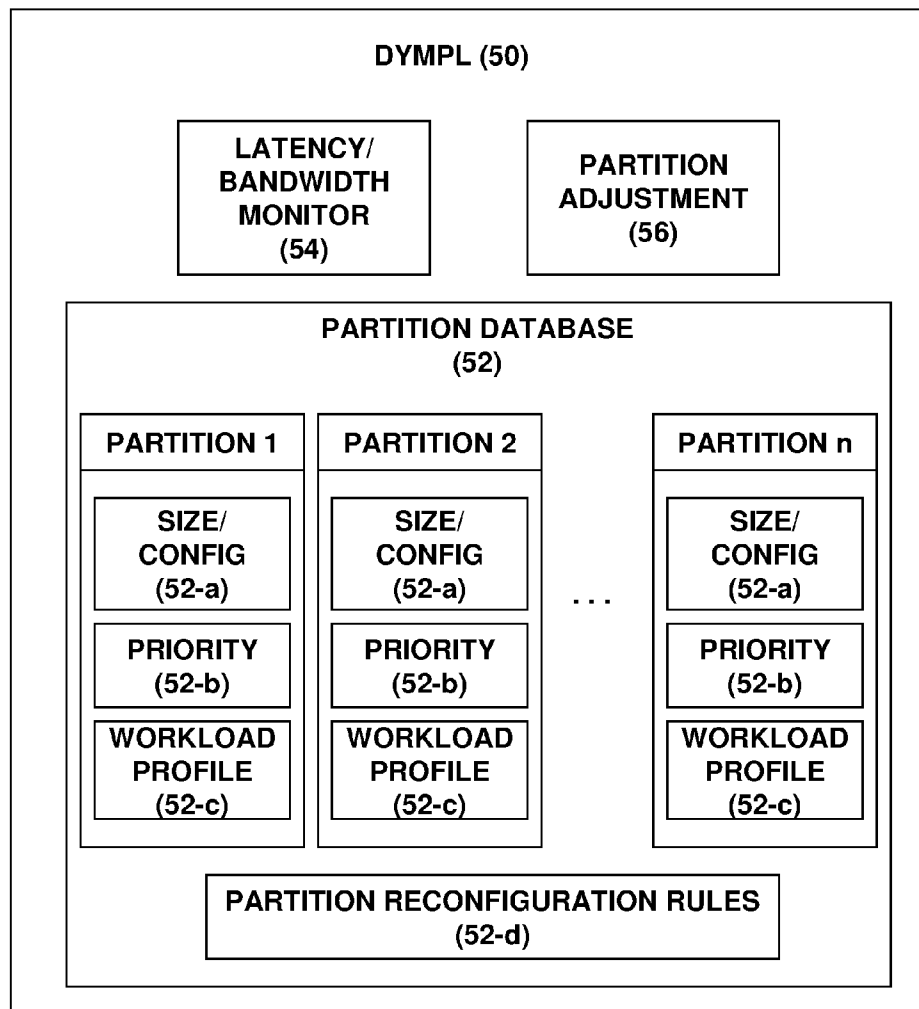 DYMPL (50)
LATENCY/
BANDWIDTH
MONITOR
(54)
PARTITION
ADJUSTMENT
(56)
PARTITION DATABASE
(52)
PARTITION 1
SIZE/
CONFIG
(52-a)
PRIORITY
(52-b)
WORKLOAD
PROFILE
(52-c)
PARTITION 2
SIZE/
CONFIG
(52-a)
PRIORITY
(52-b)
WORKLOAD
PROFILE
(52-c)
. . .
PARTITION n
SIZE/
CONFIG
(52-a)
PRIORITY
(52-b)
WORKLOAD
PROFILE
(52-c)
PARTITION RECONFIGURATION RULES
(52-d)